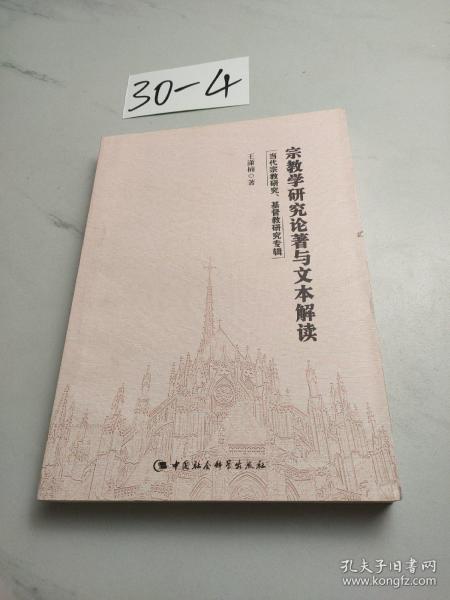 30-4
宗教学研究论著与文本解读
当代宗教研究、基督教研究专辑
王潇楠 著
中国社会科学出版社
孔夫子旧书网
www.kongfz.com